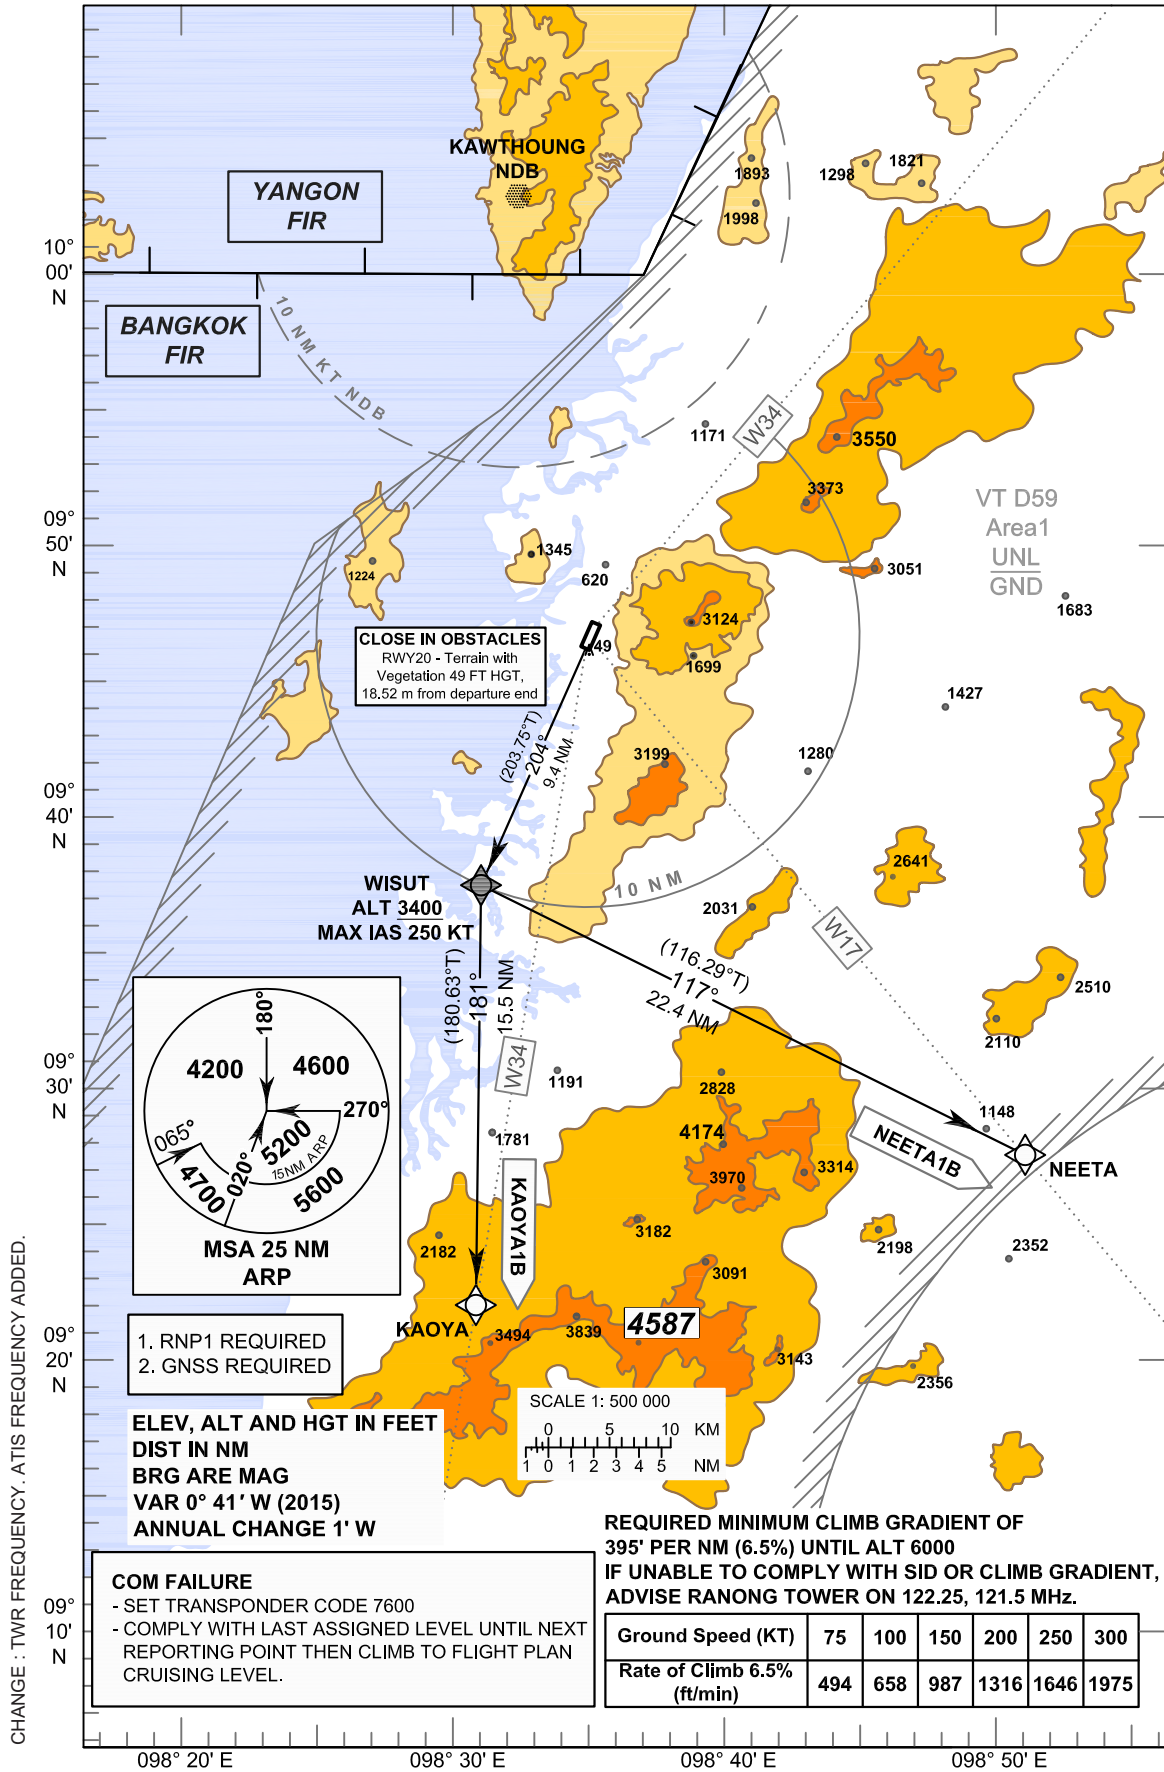 KAWTHOUNG
NDB
YANGON
FIR
BANGKOK
FIR
10 NM KT NDB
1893
1998
1298
1821
10°
00'
N
W34
1171
3550
3373
VT D59
Area1
UNL
GND
3051
1683
09°
50'
N
1224
1345
620
3124
1699
49
CLOSE IN OBSTACLES
RWY20 - Terrain with
Vegetation 49 FT HGT,
18.52 m from departure end
1427
1280
3199
(203.75°T)
204°
9.4 NM
09°
40'
N
2641
2031
10 NM
W17
WISUT
ALT 3400
MAX IAS 250 KT
(116.29°T)
117°
22.4 NM
(180.63°T)
181°
15.5 NM
W34
2510
2110
180°
4200
4600
270°
065°
5200
15NM ARP
4700
020°
5600
MSA 25 NM
ARP
09°
30'
N
1191
2828
1781
4174
3970
3314
1148
NEETA1B
NEETA
KAOYA1B
3182
2182
2198
2352
3091
KAOYA
3494
3839
4587
3143
2356
1. RNP1 REQUIRED
2. GNSS REQUIRED
09°
20'
N
SCALE 1: 500 000
0 5 10 KM
1 0 1 2 3 4 5 NM
ELEV, ALT AND HGT IN FEET
DIST IN NM
BRG ARE MAG
VAR 0° 41' W (2015)
ANNUAL CHANGE 1' W
REQUIRED MINIMUM CLIMB GRADIENT OF
395' PER NM (6.5%) UNTIL ALT 6000
IF UNABLE TO COMPLY WITH SID OR CLIMB GRADIENT,
ADVISE RANONG TOWER ON 122.25, 121.5 MHz.
COM FAILURE
- SET TRANSPONDER CODE 7600
- COMPLY WITH LAST ASSIGNED LEVEL UNTIL NEXT
REPORTING POINT THEN CLIMB TO FLIGHT PLAN
CRUISING LEVEL.
Ground Speed (KT) 75 100 150 200 250 300
Rate of Climb 6.5%
(ft/min) 494 658 987 1316 1646 1975
09°
10'
N
098° 20' E 098° 30' E 098° 40' E 098° 50' E
CHANGE : TWR FREQUENCY. ATIS FREQUENCY ADDED.